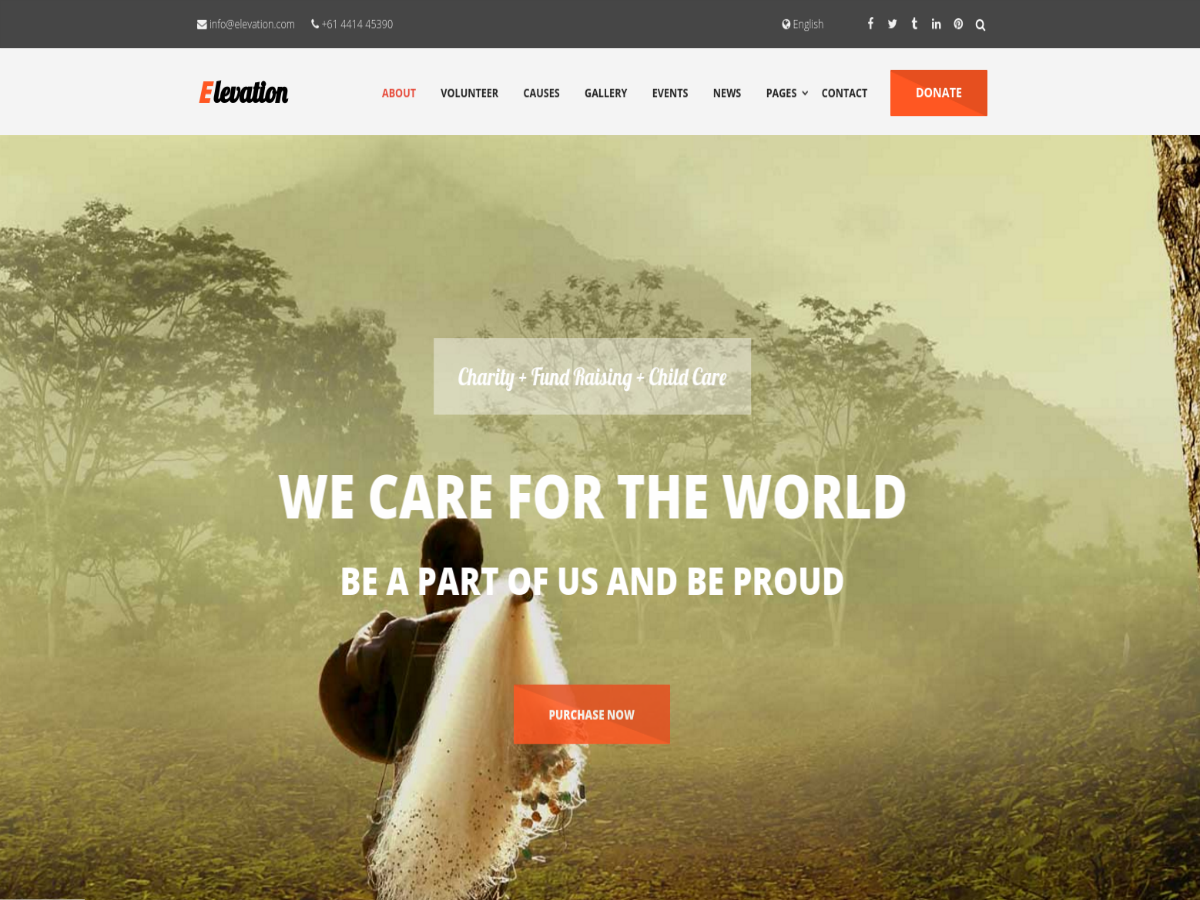 info@elevation.com +61 4414 45390 English
Elevation ABOUT VOLUNTEER CAUSES GALLERY EVENTS NEWS PAGES CONTACT DONATE
Charity + Fund Raising + Child Care
WE CARE FOR THE WORLD
BE A PART OF US AND BE PROUD
PURCHASE NOW